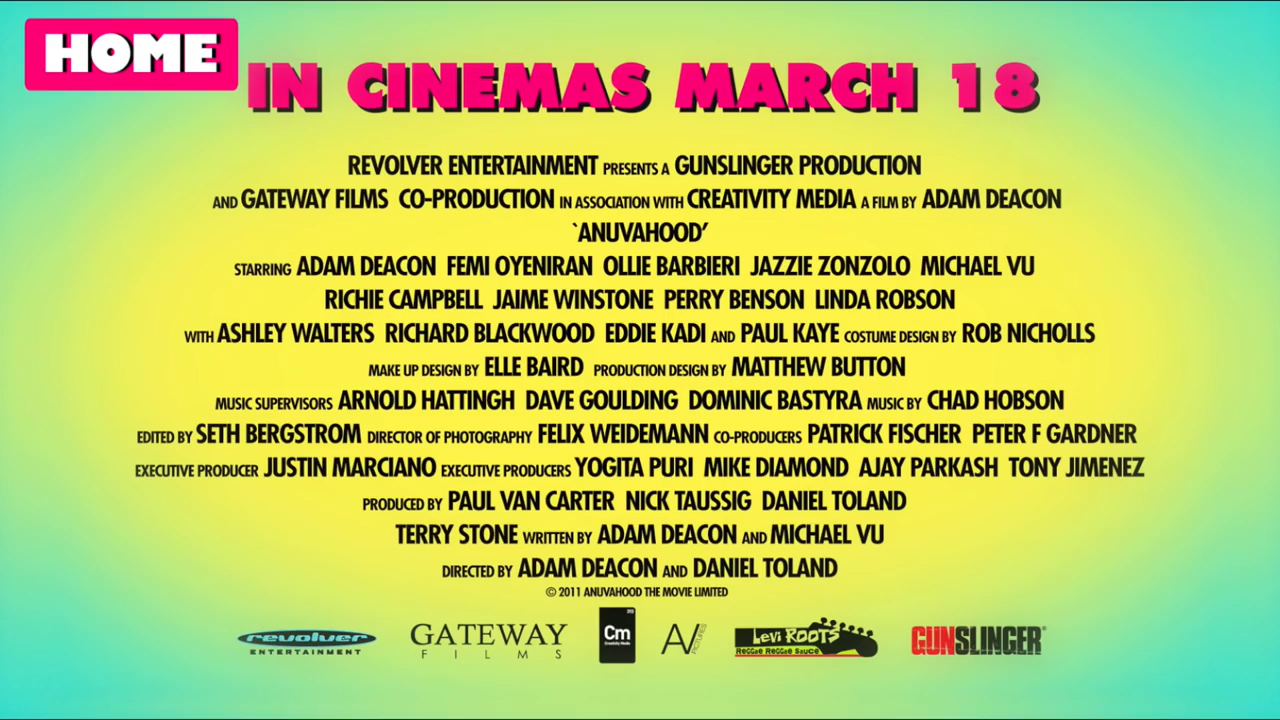 HOME
IN CINEMAS MARCH 18
REVOLVER ENTERTAINMENT PRESENTS A GUNSLINGER PRODUCTION
AND GATEWAY FILMS CO-PRODUCTION IN ASSOCIATION WITH CREATIVITY MEDIA A FILM BY ADAM DEACON
`ANUVAHOOD'
STARRING ADAM DEACON FEMI OYENIRAN OLLIE BARBIERI JAZZIE ZONZOLO MICHAEL VU
RICHIE CAMPBELL JAIME WINSTONE PERRY BENSON LINDA ROBSON
WITH ASHLEY WALTERS RICHARD BLACKWOOD EDDIE KADI AND PAUL KAYE COSTUME DESIGN BY ROB NICHOLLS
MAKE UP DESIGN BY ELLE BAIRD PRODUCTION DESIGN BY MATTHEW BUTTON
MUSIC SUPERVISORS ARNOLD HATTINGH DAVE GOULDING DOMINIC BASTYRA MUSIC BY CHAD HOBSON
EDITED BY SETH BERGSTROM DIRECTOR OF PHOTOGRAPHY FELIX WEIDEMANN CO-PRODUCERS PATRICK FISCHER PETER F GARDNER
EXECUTIVE PRODUCER JUSTIN MARCIANO EXECUTIVE PRODUCERS YOGITA PURI MIKE DIAMOND AJAY PARKASH TONY JIMENEZ
PRODUCED BY PAUL VAN CARTER NICK TAUSSIG DANIEL TOLAND
TERRY STONE WRITTEN BY ADAM DEACON AND MICHAEL VU
DIRECTED BY ADAM DEACON AND DANIEL TOLAND
© 2011 ANUVAHOOD THE MOVIE LIMITED
revolver
ENTERTAINMENT
GATEWAY
FILMS
Cm
Creativity Media
AV PICTURES
Levi ROOTS
Reggae Reggae Sauce
GUNSLINGER